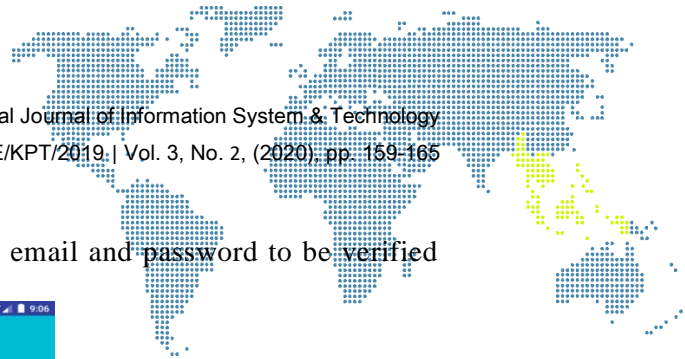 al Journal of Information System & Technology
E/KPT/2019 | Vol. 3, No. 2, (2020), pp. 159-165
email and password to be verified
9:06